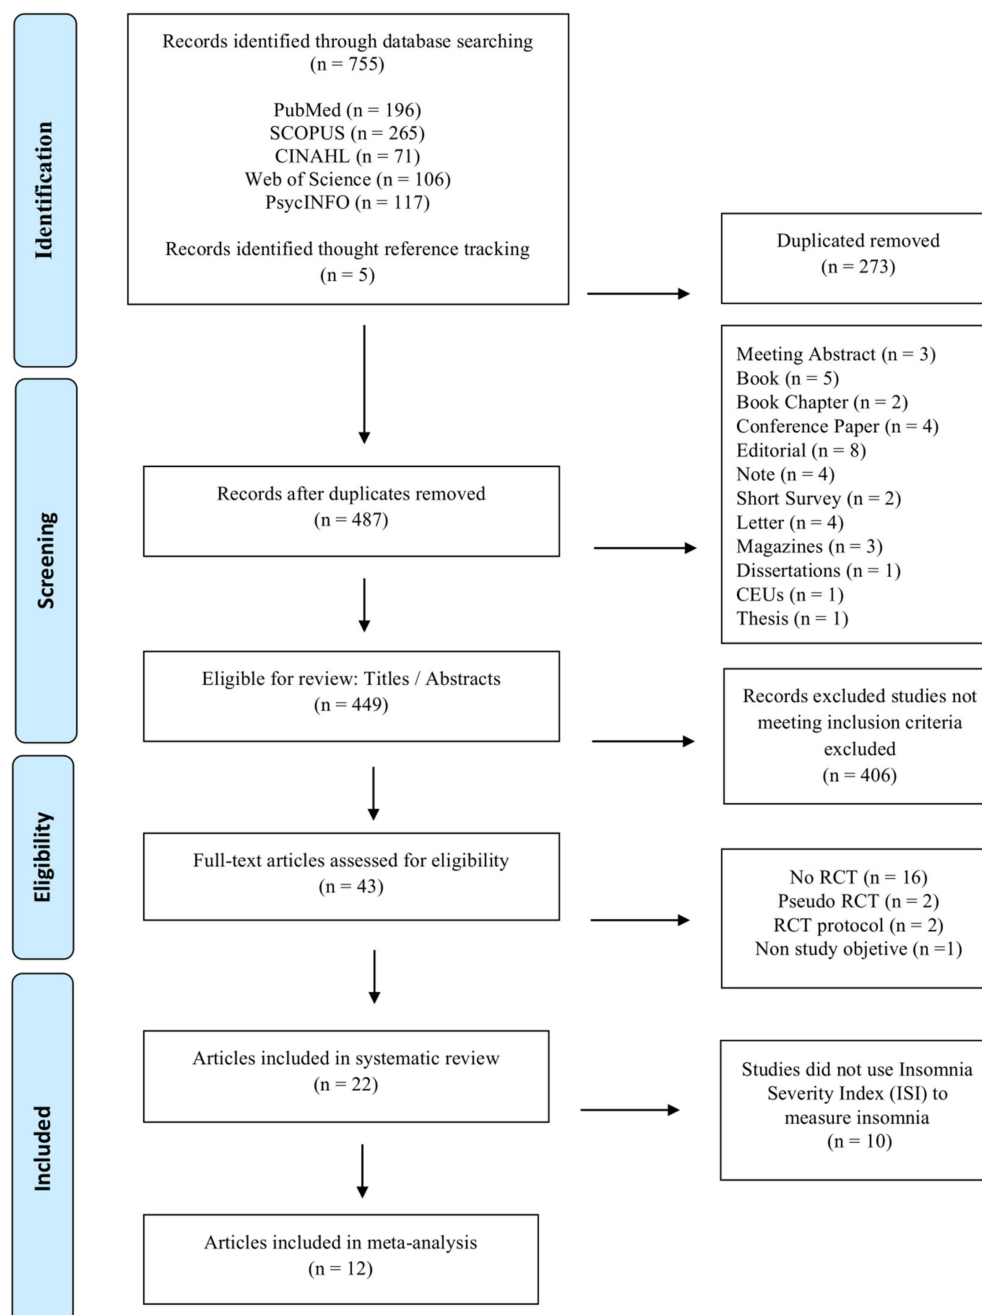 Identification
Records identified through database searching
(n = 755)
PubMed (n = 196)
SCOPUS (n = 265)
CINAHL (n = 71)
Web of Science (n = 106)
PsycINFO (n = 117)
Records identified thought reference tracking
(n = 5)
Duplicated removed
(n = 273)
Screening
Records after duplicates removed
(n = 487)
Meeting Abstract (n = 3)
Book (n = 5)
Book Chapter (n = 2)
Conference Paper (n = 4)
Editorial (n = 8)
Note (n = 4)
Short Survey (n = 2)
Letter (n = 4)
Magazines (n = 3)
Dissertations (n = 1)
CEUs (n = 1)
Thesis (n = 1)
Eligible for review: Titles / Abstracts
(n = 449)
Records excluded studies not
meeting inclusion criteria
excluded
(n = 406)
Eligibility
Full-text articles assessed for eligibility
(n = 43)
No RCT (n = 16)
Pseudo RCT (n = 2)
RCT protocol (n = 2)
Non study objetive (n =1)
Included
Articles included in systematic review
(n = 22)
Studies did not use Insomnia
Severity Index (ISI) to
measure insomnia
(n = 10)
Articles included in meta-analysis
(n = 12)